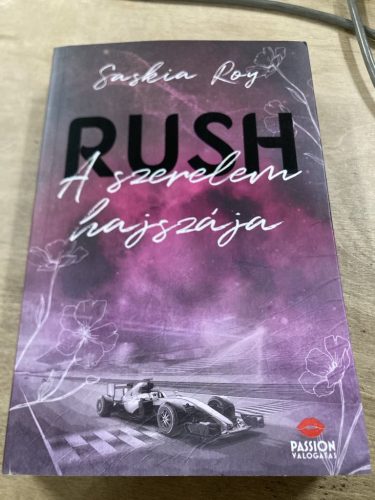 Saskia Roy
RUSH
A szerelem
hajszája
PASSION
VÁLOGATÁS